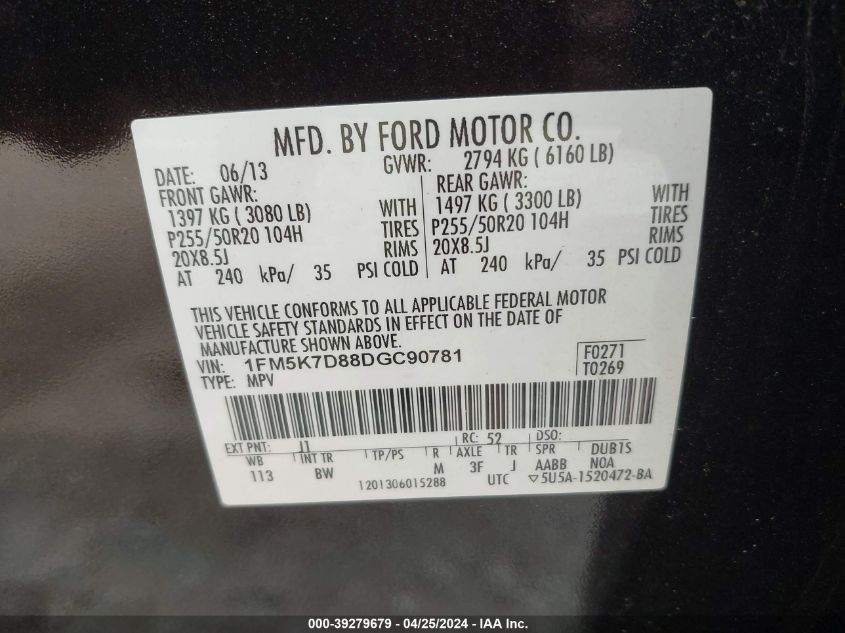 MFD. BY FORD MOTOR CO.
DATE: 06/13 GVWR: 2794 KG ( 6160 LB)
FRONT GAWR: REAR GAWR:
1397 KG ( 3080 LB) WITH 1497 KG ( 3300 LB) WITH
P255/50R20 104H TIRES P255/50R20 104H TIRES
20X8.5J RIMS 20X8.5J RIMS
AT 240 kPa/ 35 PSI COLD AT 240 kPa/ 35 PSI COLD
THIS VEHICLE CONFORMS TO ALL APPLICABLE FEDERAL MOTOR
VEHICLE SAFETY STANDARDS IN EFFECT ON THE DATE OF
MANUFACTURE SHOWN ABOVE.
VIN: 1FM5K7D88DGC90781 F0271
TYPE: MPV T0269
EXT PNT: J1 RC: 52 DSO:
WB INT TR TP/PS R AXLE TR SPR DUB1S
113 BW M 3F J AABB NOA
1201306015288 UTC ▽5U5A-1520472-BA
000-39279679 - 04/25/2024 - IAA Inc.